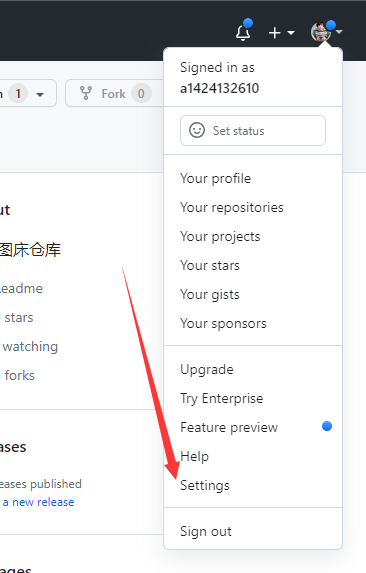 Signed in as
a1424132610
1
Fork 0
Set status
Your profile
Your repositories
Your projects
Your stars
Your gists
Your sponsors
Upgrade
Try Enterprise
Feature preview
Help
Settings
Sign out
ut
图床仓库
Readme
stars
watching
forks
ases
eases published
a new release
ages